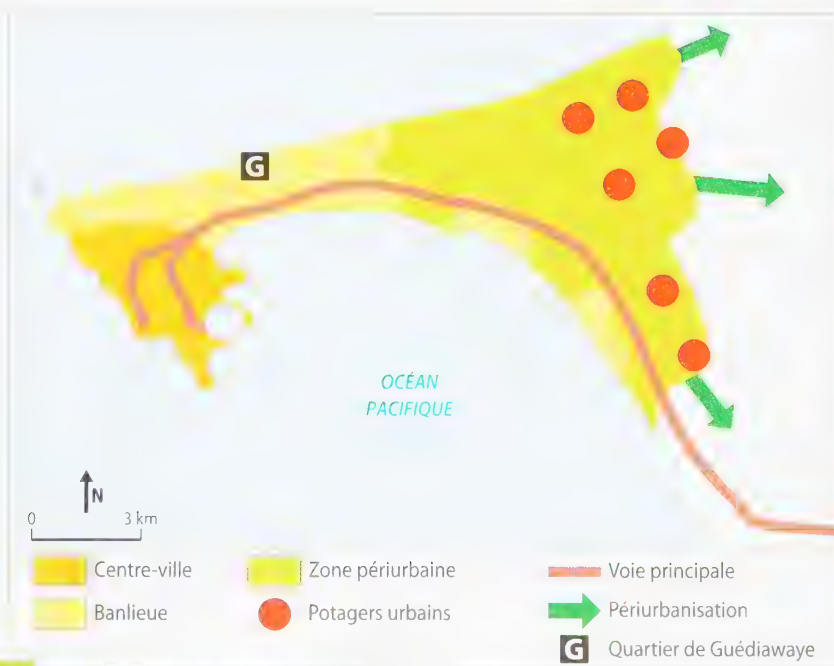 G
OCÉAN
PACIFIQUE
N
0 3 km
Centre-ville
Zone périurbaine
Voie principale
Banlieue
Potagers urbains
Périurbanisation
G Quartier de Guédiawaye